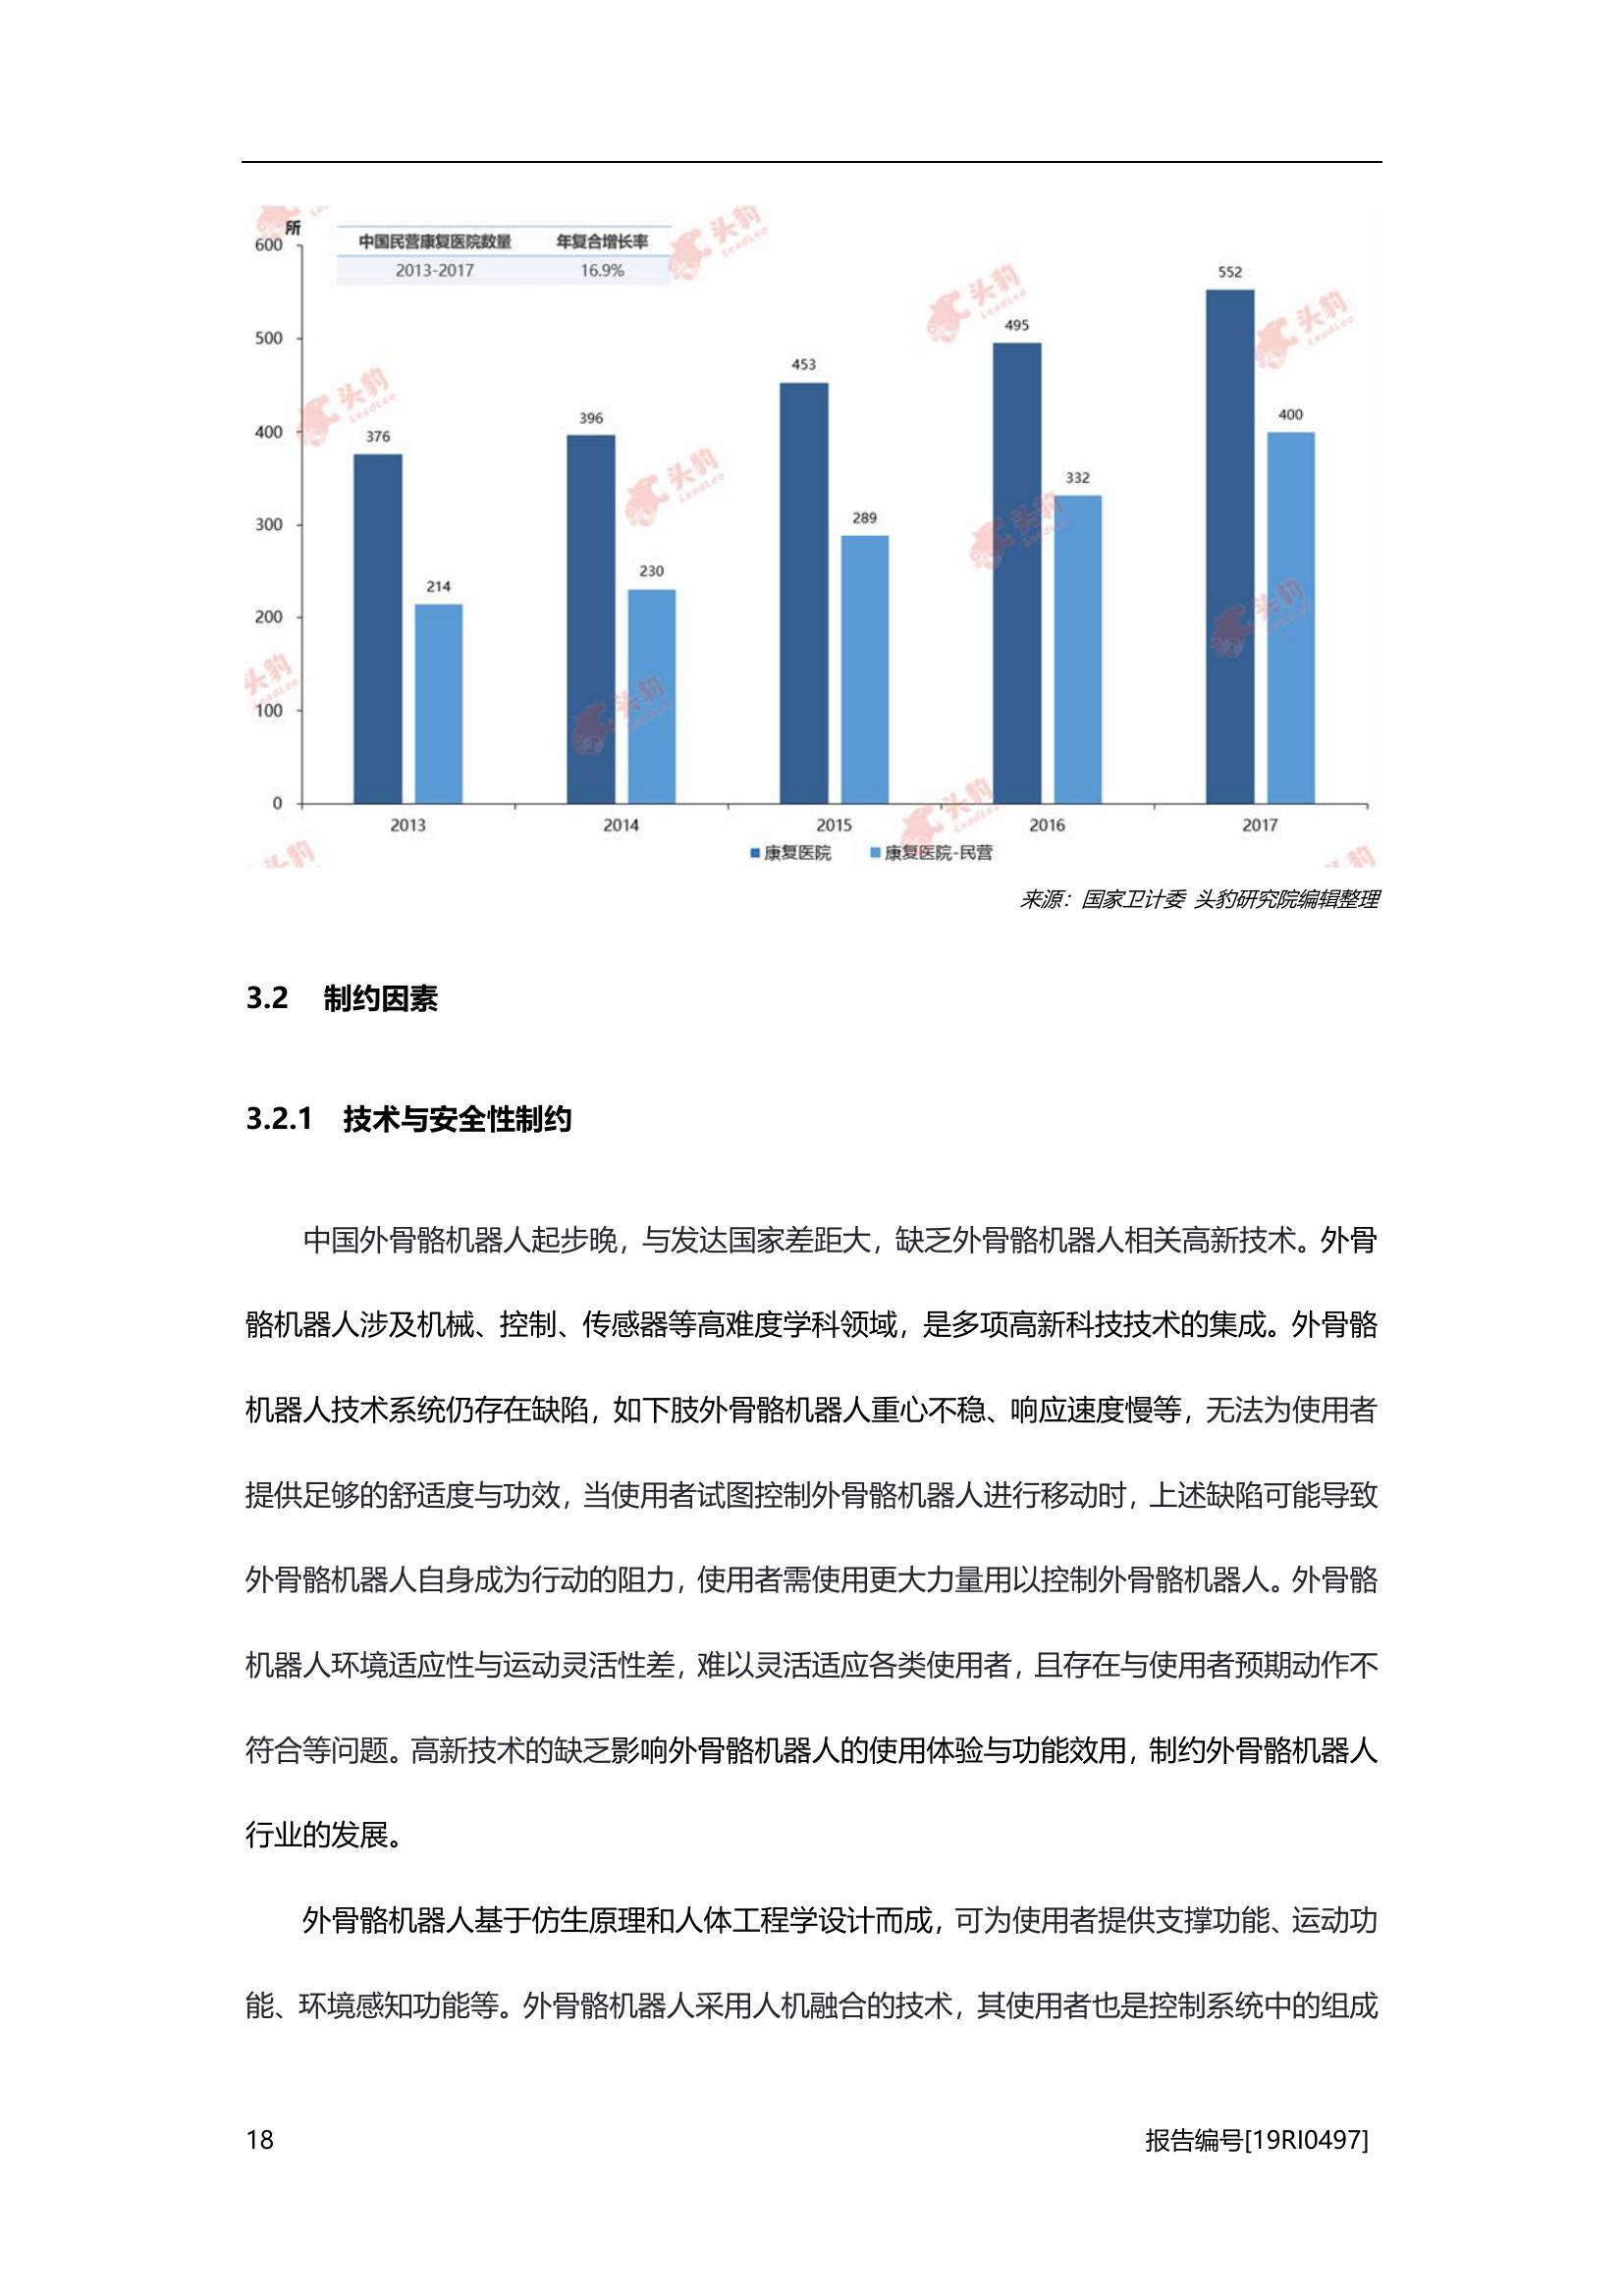 所
中国民营康复医院数量 年复合增长率
2013-2017 16.9%
600
500
400
300
200
100
0
376
214
396
230
453
289
495
332
552
400
2013 2014 2015 2016 2017
康复医院 康复医院-民营
头豹
LeadLeo
来源：国家卫计委 头豹研究院编辑整理
3.2 制约因素
3.2.1 技术与安全性制约
中国外骨骼机器人起步晚，与发达国家差距大，缺乏外骨骼机器人相关高新技术。外骨
骼机器人涉及机械、控制、传感器等高难度学科领域，是多项高新科技技术的集成。外骨骼
机器人技术系统仍存在缺陷，如下肢外骨骼机器人重心不稳、响应速度慢等，无法为使用者
提供足够的舒适度与功效，当使用者试图控制外骨骼机器人进行移动时，上述缺陷可能导致
外骨骼机器人自身成为行动的阻力，使用者需使用更大力量用以控制外骨骼机器人。外骨骼
机器人环境适应性与运动灵活性差，难以灵活适应各类使用者，且存在与使用者预期动作不
符合等问题。高新技术的缺乏影响外骨骼机器人的使用体验与功能效用，制约外骨骼机器人
行业的发展。
外骨骼机器人基于仿生原理和人体工程学设计而成，可为使用者提供支撑功能、运动功
能、环境感知功能等。外骨骼机器人采用人机融合的技术，其使用者也是控制系统中的组成
18 报告编号[19RI0497]